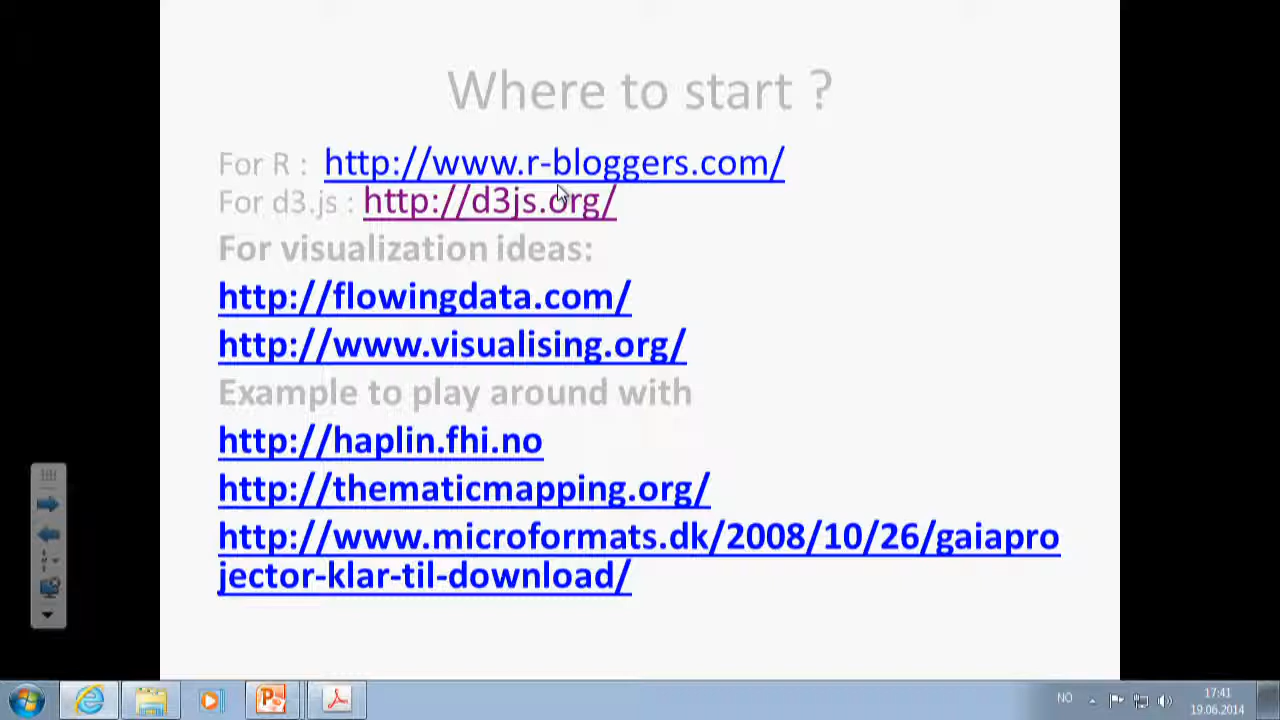 Where to start ?
For R : http://www.r-bloggers.com/
For d3.js : http://d3js.org/
For visualization ideas:
http://flowingdata.com/
http://www.visualising.org/
Example to play around with
http://haplin.fhi.no
http://thematicmapping.org/
http://www.microformats.dk/2008/10/26/gaiapro
jector-klar-til-download/
NO
17:41
19.06.2014